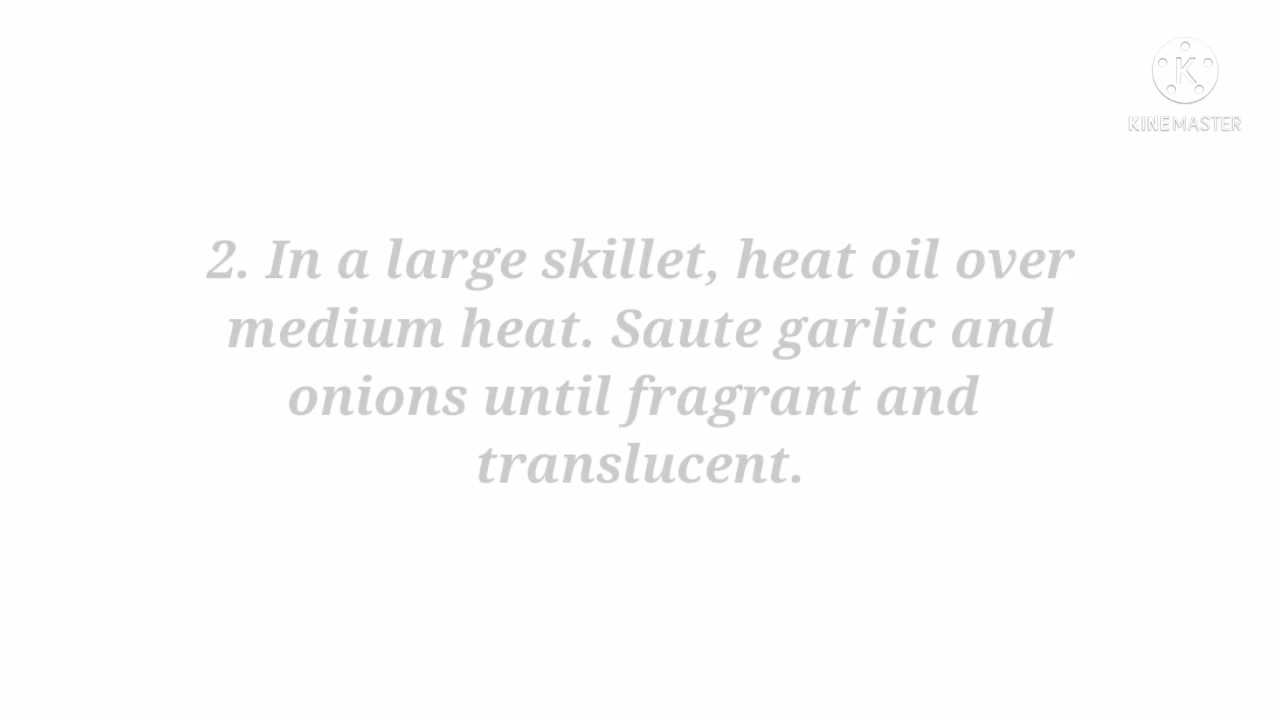 K
KINEMASTER
2. In a large skillet, heat oil over
medium heat. Saute garlic and
onions until fragrant and
translucent.